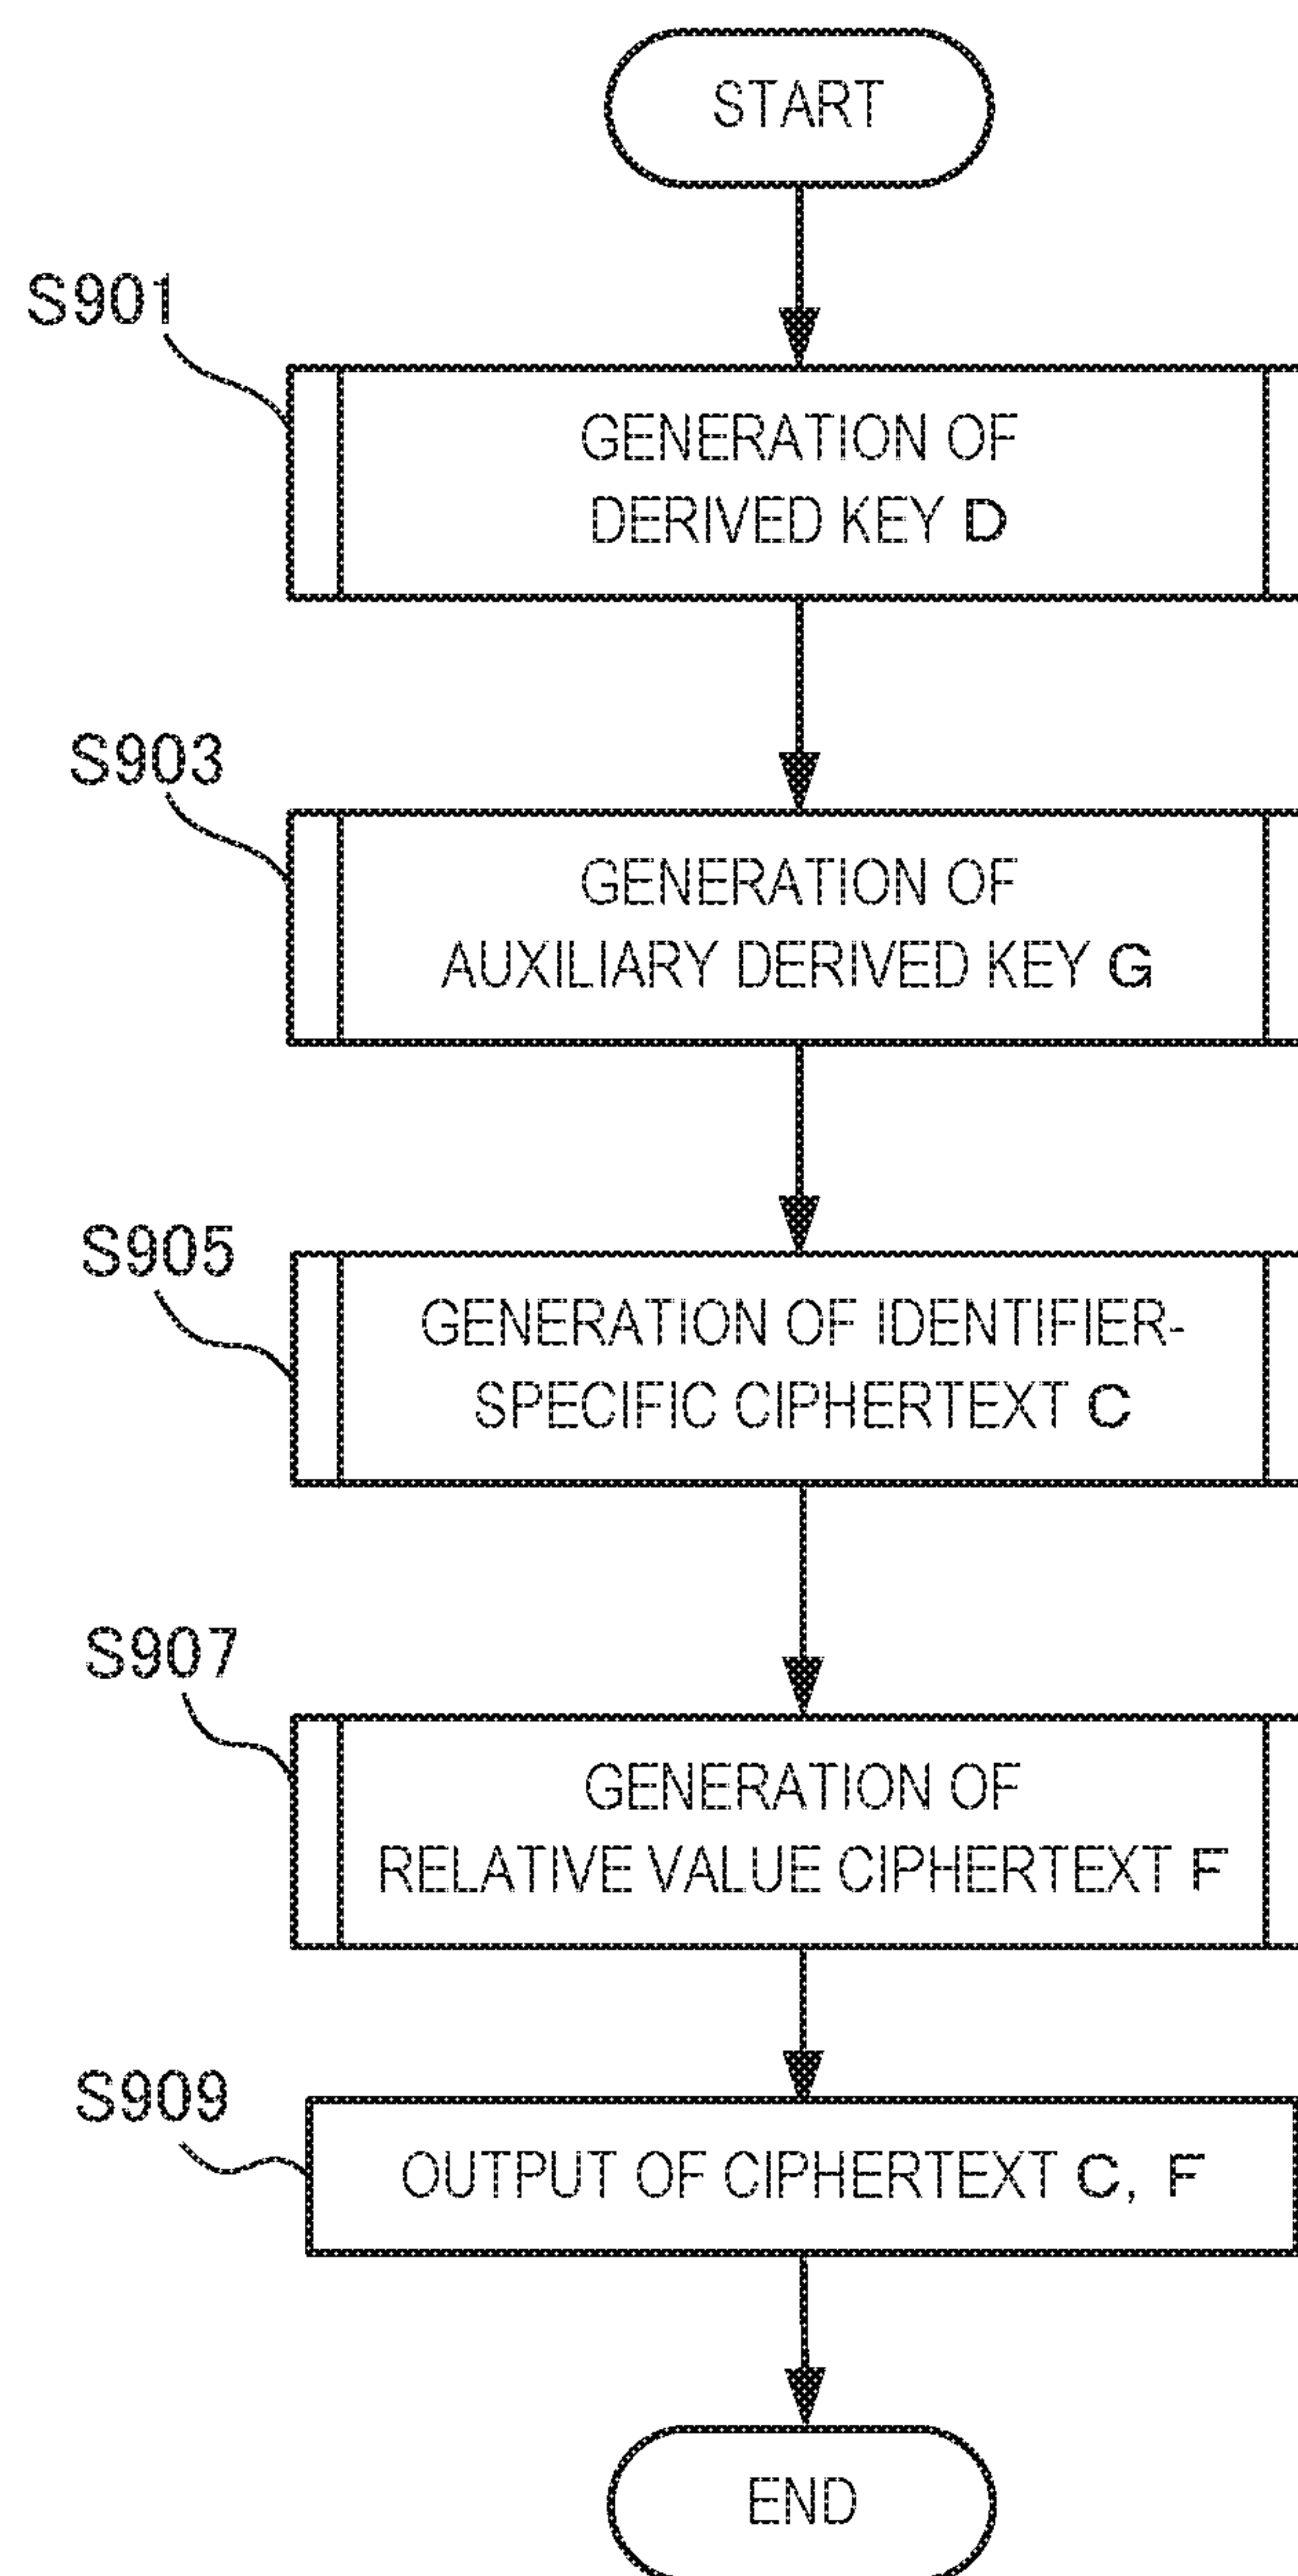 START
S901
GENERATION OF
DERIVED KEY D
S903
GENERATION OF
AUXILIARY DERIVED KEY G
S905
GENERATION OF IDENTIFIER-
SPECIFIC CIPHERTEXT C
S907
GENERATION OF
RELATIVE VALUE CIPHERTEXT F
S909
OUTPUT OF CIPHERTEXT C, F
END